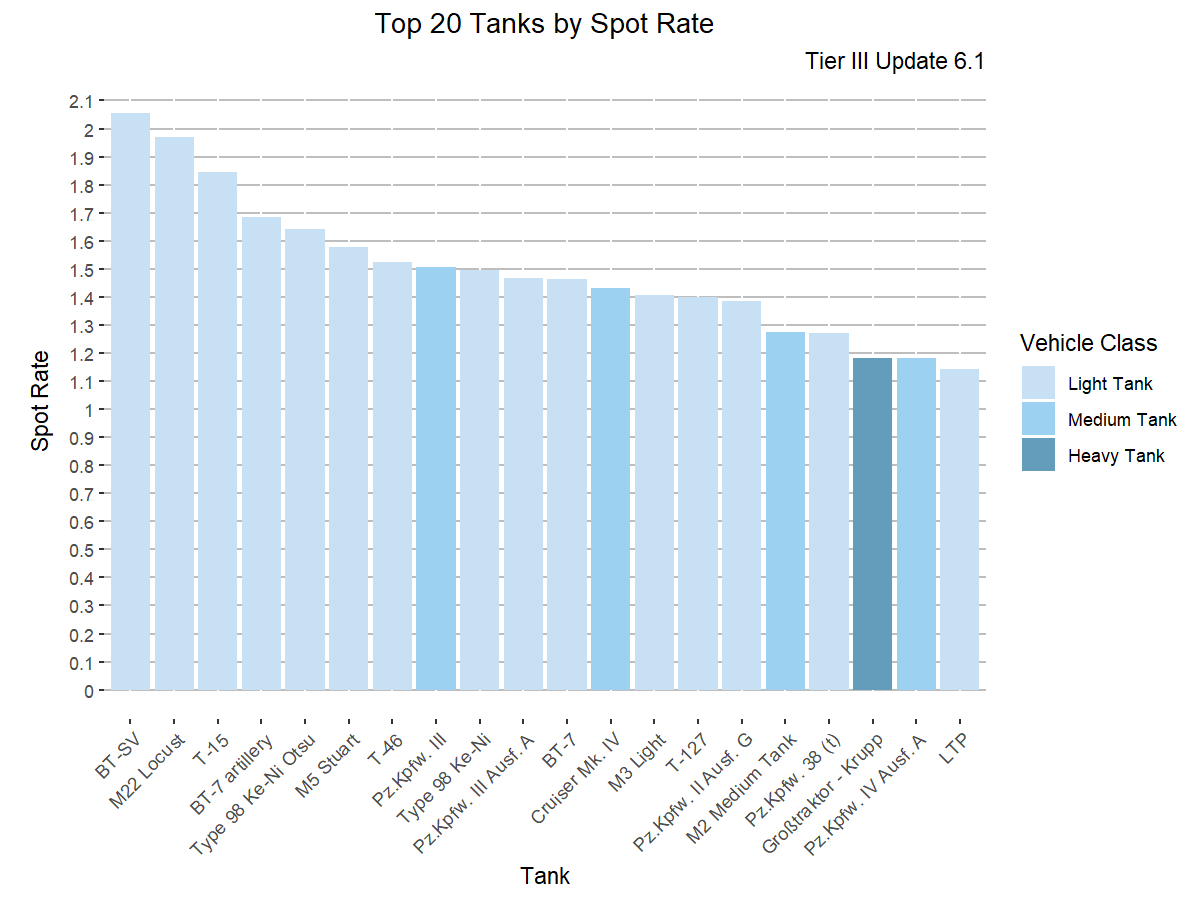 Top 20 Tanks by Spot Rate
Tier III Update 6.1
2.1
2
1.9
1.8
1.7
1.6
1.5
1.4
1.3
1.2
1.1
1
0.9
0.8
0.7
0.6
0.5
0.4
0.3
0.2
0.1
0
Spot Rate
BT-SV
M22 Locust
T-15
BT-7 artillery
Type 98 Ke-Ni Otsu
M5 Stuart
T-46
Pz.Kpfw. III
Type 98 Ke-Ni
Pz.Kpfw. III Ausf. A
BT-7
Cruiser Mk. IV
M3 Light
T-127
Pz.Kpfw. II Ausf. G
M2 Medium Tank
Pz.Kpfw. 38 (t)
Großtraktor - Krupp
Pz.Kpfw. IV Ausf. A
LTP
Tank
Vehicle Class
Light Tank
Medium Tank
Heavy Tank